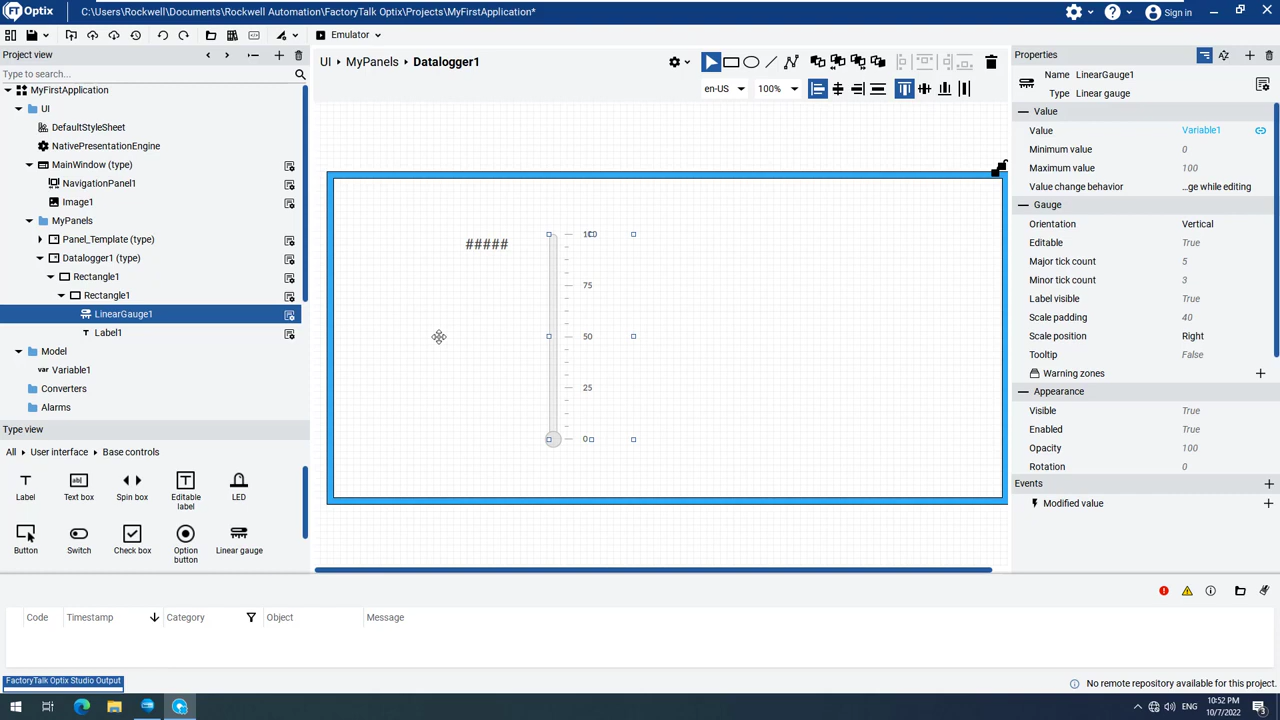 FT Optix C:\Users\Rockwell\Documents\Rockwell Automation\FactoryTalk Optix\Projects\MyFirstApplication* Sign in
Emulator
Project view
Type to search...
MyFirstApplication
UI
DefaultStyleSheet
NativePresentationEngine
MainWindow (type)
NavigationPanel1
Image1
MyPanels
Panel_Template (type)
Datalogger1 (type)
Rectangle1
Rectangle1
LinearGauge1
Label1
Model
Variable1
Converters
Alarms
Type view
All User interface Base controls
Label Text box Spin box Editable label LED
Button Switch Check box Option button Linear gauge
UI MyPanels Datalogger1
en-US 100%
#####
75
50
25
0
Properties
Name LinearGauge1
Type Linear gauge
Value
Value Variable1
Minimum value 0
Maximum value 100
Value change behavior ...ge while editing
Gauge
Orientation Vertical
Editable True
Major tick count 5
Minor tick count 3
Label visible True
Scale padding 40
Scale position Right
Tooltip False
Warning zones
Appearance
Visible True
Enabled True
Opacity 100
Rotation 0
Events
Modified value
Code Timestamp Category Object Message
FactoryTalk Optix Studio Output
No remote repository available for this project.
ENG
10:52 PM
10/7/2022
3